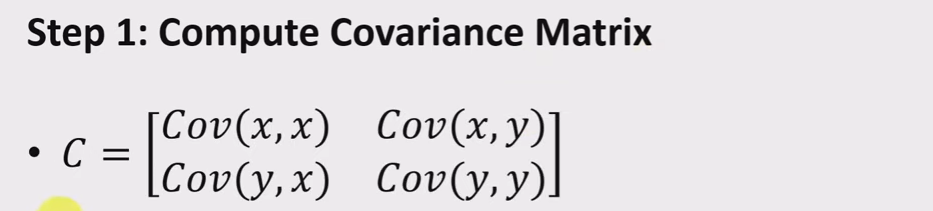 Step 1: Compute Covariance Matrix
• C = [Cov(x, x) Cov(x, y)
Cov(y, x) Cov(y, y)]